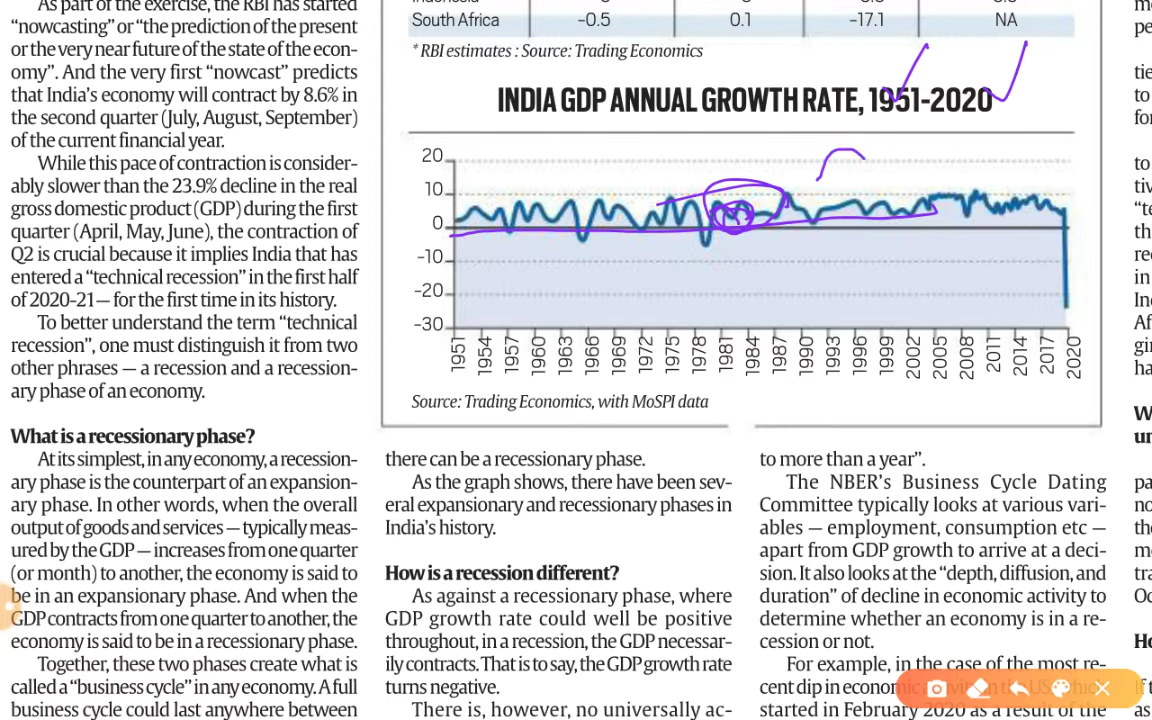 As part of the exercise, the RBI has started
"nowcasting" or "the prediction of the present
or the very near future of the state of the econ-
omy". And the very first "nowcast" predicts
that India's economy will contract by 8.6% in
the second quarter (July, August, September)
of the current financial year.
While this pace of contraction is consider-
ably slower than the 23.9% decline in the real
gross domestic product (GDP) during the first
quarter (April, May, June), the contraction of
Q2 is crucial because it implies India that has
entered a "technical recession" in the first half
of 2020-21 — for the first time in its history.
To better understand the term "technical
recession", one must distinguish it from two
other phrases — a recession and a recession-
ary phase of an economy.
What is a recessionary phase?
At its simplest, in any economy, a recession-
ary phase is the counterpart of an expansion-
ary phase. In other words, when the overall
output of goods and services — typically meas-
ured by the GDP — increases from one quarter
(or month) to another, the economy is said to
be in an expansionary phase. And when the
GDP contracts from one quarter to another, the
economy is said to be in a recessionary phase.
Together, these two phases create what is
called a "business cycle" in any economy. A full
business cycle could last anywhere between
South Africa -0.5 0.1 -17.1 NA
* RBI estimates : Source: Trading Economics
INDIA GDP ANNUAL GROWTH RATE, 1951-2020
20
10
0
-10
-20
-30
1951 1954 1957 1960 1963 1966 1969 1972 1975 1978 1981 1984 1987 1990 1993 1996 1999 2002 2005 2008 2011 2014 2017 2020
Source: Trading Economics, with MoSPI data
there can be a recessionary phase.
As the graph shows, there have been sev-
eral expansionary and recessionary phases in
India's history.
How is a recession different?
As against a recessionary phase, where
GDP growth rate could well be positive
throughout, in a recession, the GDP necessar-
ily contracts. That is to say, the GDP growth rate
turns negative.
There is, however, no universally ac-
to more than a year".
The NBER's Business Cycle Dating
Committee typically looks at various vari-
ables — employment, consumption etc —
apart from GDP growth to arrive at a deci-
sion. It also looks at the "depth, diffusion, and
duration" of decline in economic activity to
determine whether an economy is in a re-
cession or not.
For example, in the case of the most re-
cent dip in economic activity in the US which
started in February 2020 as a result of the